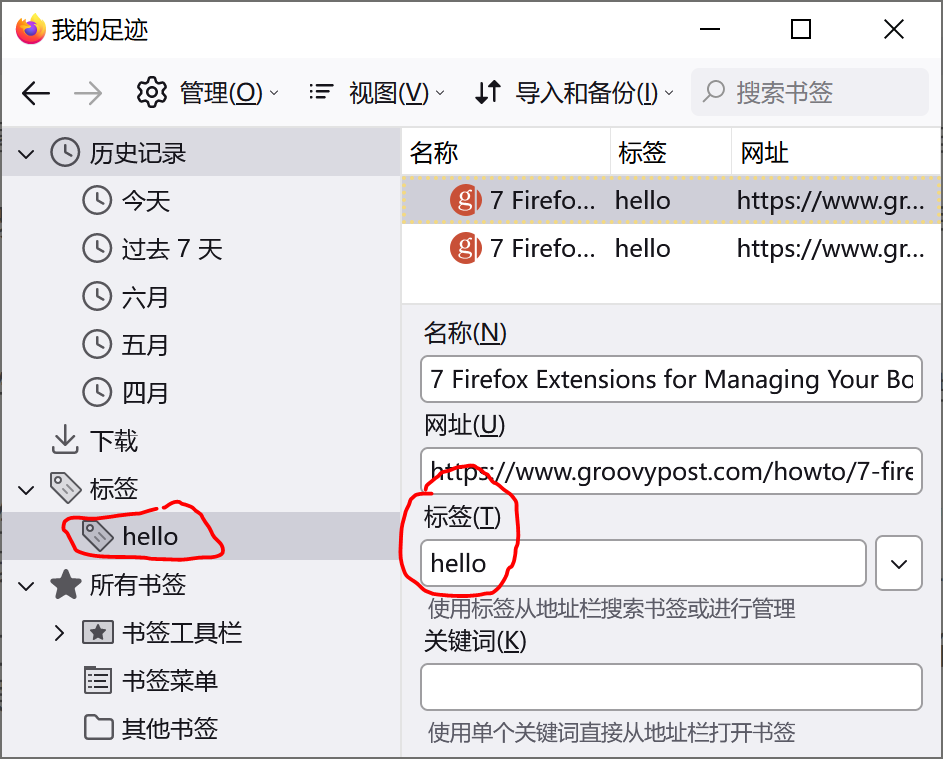 我的足迹
管理(O) 视图(V) 导入和备份(I) 搜索书签
历史记录
今天
过去 7 天
六月
五月
四月
下载
标签
hello
所有书签
书签工具栏
书签菜单
其他书签
名称 标签 网址
7 Firefo... hello https://www.gr...
7 Firefo... hello https://www.gr...
名称(N)
7 Firefox Extensions for Managing Your Bo
网址(U)
https://www.groovypost.com/howto/7-fire
标签(T)
hello
使用标签从地址栏搜索书签或进行管理
关键词(K)
使用单个关键词直接从地址栏打开书签